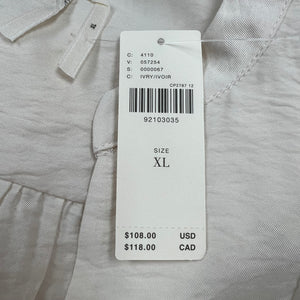 C: 4110
V: 057254
S: 0000067
C: IVRY/IVOIR
CP2787 12
92103035
SIZE
XL
$108.00 USD
$118.00 CAD